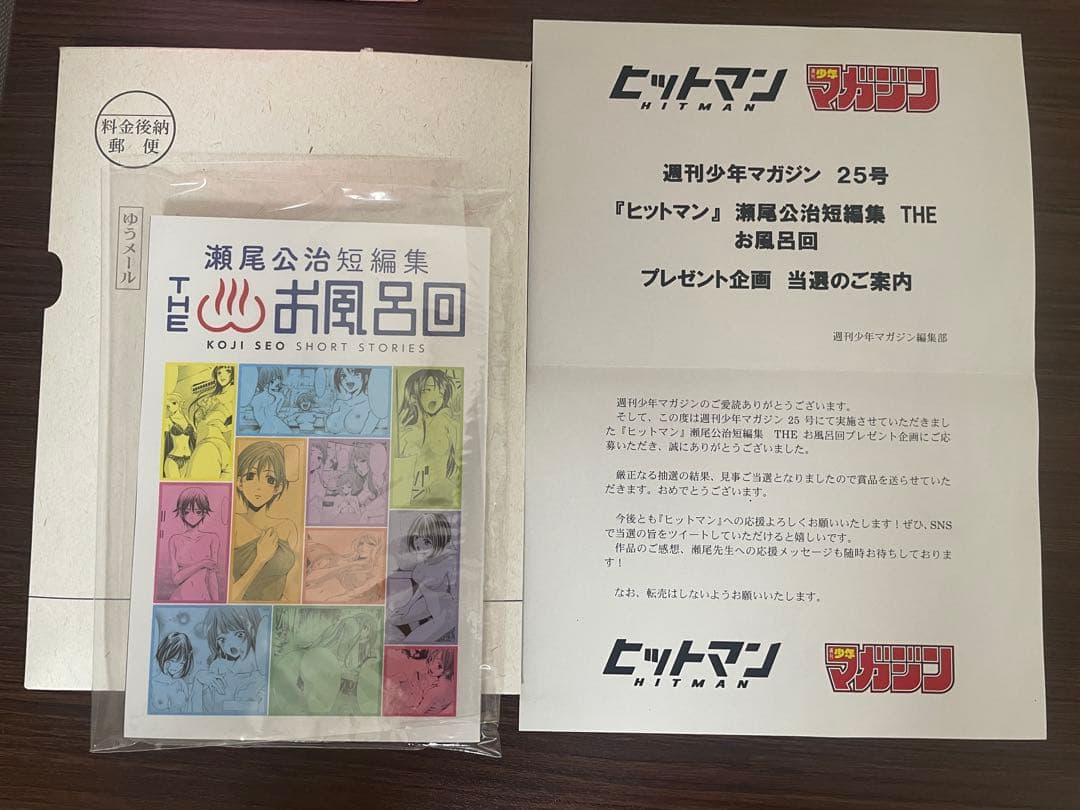 料金後納
郵便
ゆうメール
瀬尾公治短編集
THE お風呂回
KOJI SEO SHORT STORIES
ヒットマン
HITMAN
週刊少年マガジン
週刊少年マガジン 25号
『ヒットマン』 瀬尾公治短編集 THE
お風呂回
プレゼント企画 当選のご案内
週刊少年マガジン編集部
週刊少年マガジンのご愛読ありがとうございます。
そして、この度は週刊少年マガジン 25 号にて実施させていただきまし
た『ヒットマン』瀬尾公治短編集 THE お風呂回プレゼント企画にご応
募いただき、誠にありがとうございました。
厳正なる抽選の結果、見事ご当選となりましたので賞品を送らせていた
だきます。おめでとうございます。
今後とも『ヒットマン』への応援よろしくお願いいたします！ぜひ、SNS
で当選の旨をツイートしていただけると嬉しいです。
作品のご感想、瀬尾先生への応援メッセージも随時お待ちしておりま
す！
なお、転売はしないようお願いいたします。
ヒットマン
HITMAN
週刊少年マガジン